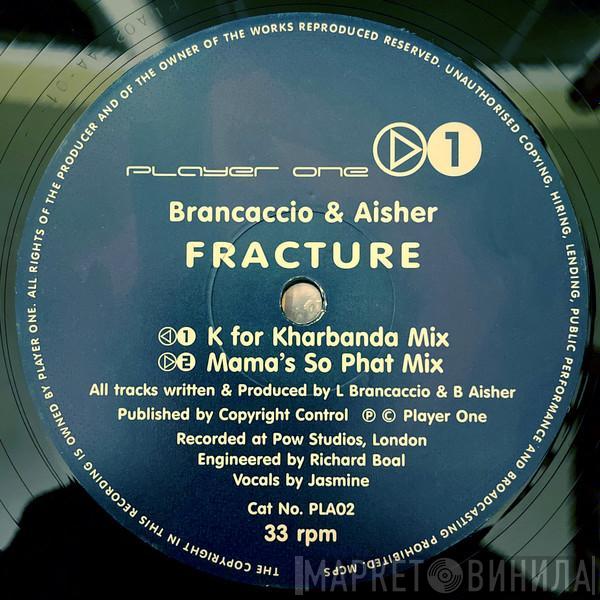 THE COPYRIGHT IN THIS RECORDING IS OWNED BY PLAYER ONE. ALL RIGHTS OF THE PRODUCER AND OF THE OWNER OF THE WORKS REPRODUCED RESERVED. UNAUTHORISED COPYING, HIRING, LENDING, PUBLIC PERFORMANCE AND BROADCASTING PROHIBITED. MCPS
PLAYER ONE 1
Brancaccio & Aisher
FRACTURE
1 K for Kharbanda Mix
2 Mama's So Phat Mix
All tracks written & Produced by L Brancaccio & B Aisher
Published by Copyright Control Ⓟ © Player One
Recorded at Pow Studios, London
Engineered by Richard Boal
Vocals by Jasmine
Cat No. PLA02
33 rpm
МАРКЕТ ВИНИЛА